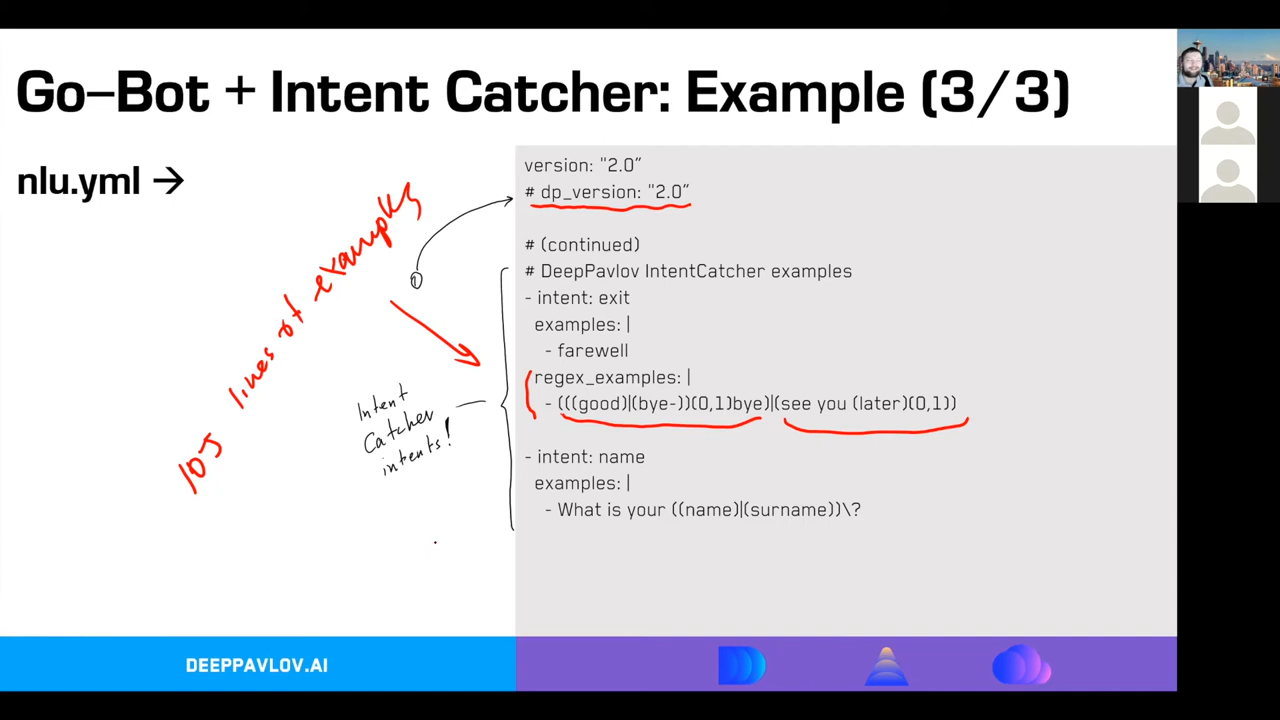 Go-Bot + Intent Catcher: Example (3/3)
nlu.yml →
version: "2.0”
# dp_version: "2.0”
# (continued)
# DeepPavlov IntentCatcher examples
- intent: exit
examples: |
- farewell
regex_examples: |
- (((good)|(bye-))(0,1)bye)|(see you (later)(0,1))
- intent: name
examples: |
- What is your ((name)|(surname))\?
lines of examples
1
Intent
Catcher
intents!
DEEPPAVLOV.AI